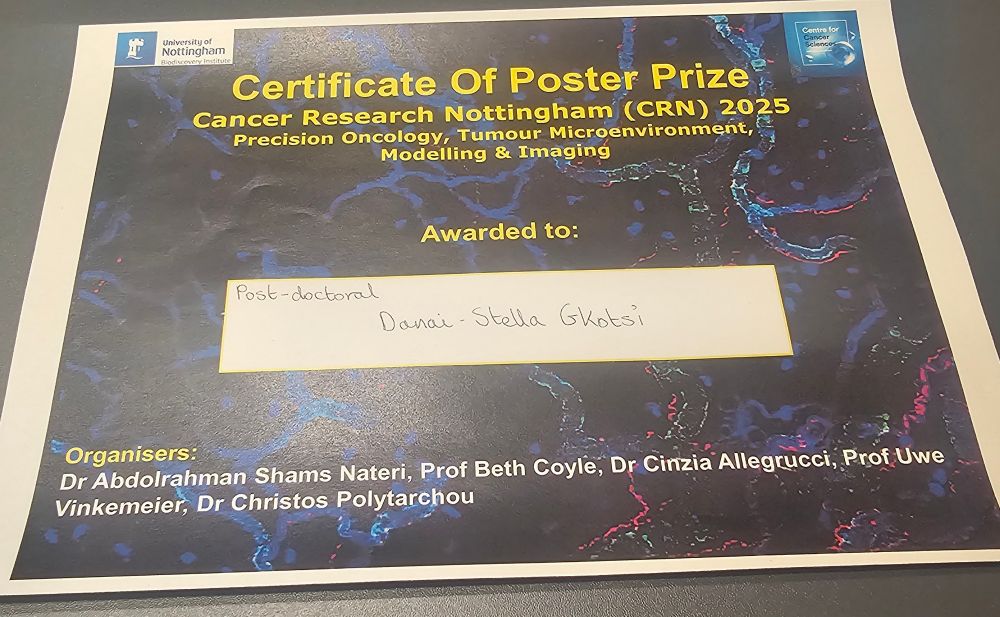 University of
Nottingham
Biodiscovery Institute
Centre for
Cancer
Sciences
Certificate Of Poster Prize
Cancer Research Nottingham (CRN) 2025
Precision Oncology, Tumour Microenvironment,
Modelling & Imaging
Awarded to:
Post-doctoral
Danai-Stella Gkotsi
Organisers:
Dr Abdolrahman Shams Nateri, Prof Beth Coyle, Dr Cinzia Allegrucci, Prof Uwe
Vinkemeier, Dr Christos Polytarchou